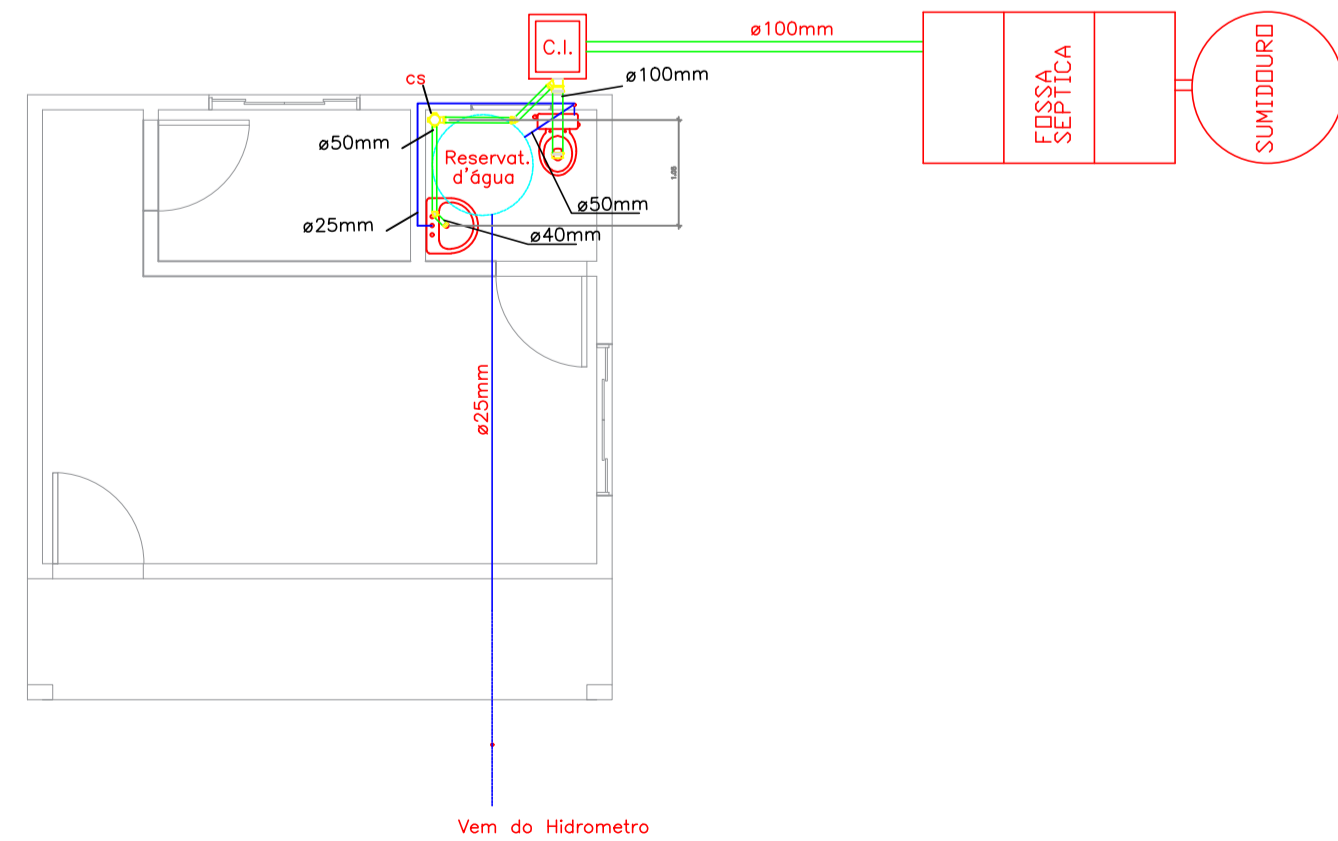 ø100mm
C.I.
FOSSA
SEPTICA
SUMIDOURO
ø100mm
cs
ø50mm
Reservat.
d'água
ø50mm
ø25mm
ø40mm
ø25mm
Vem do Hidrometro